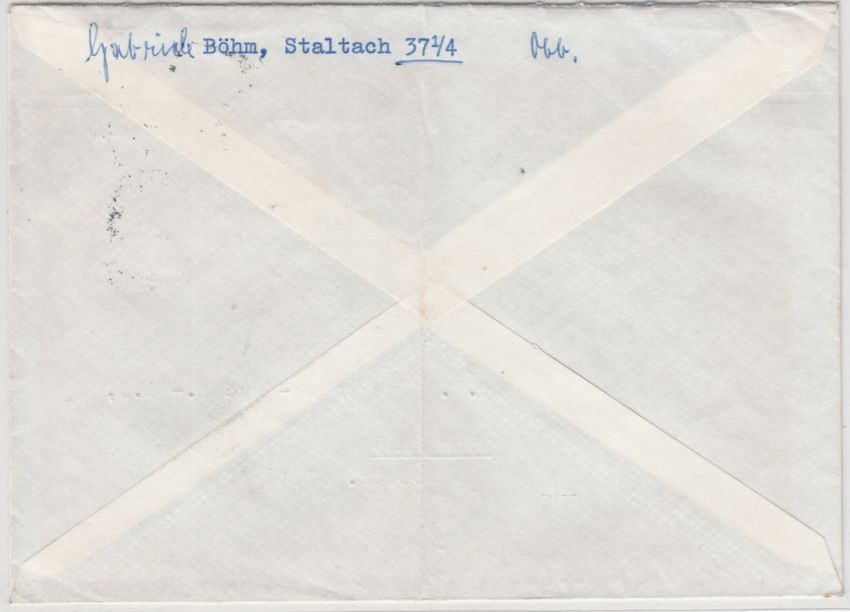 Gabriele Böhm, Staltach 37 1/4 Obb.